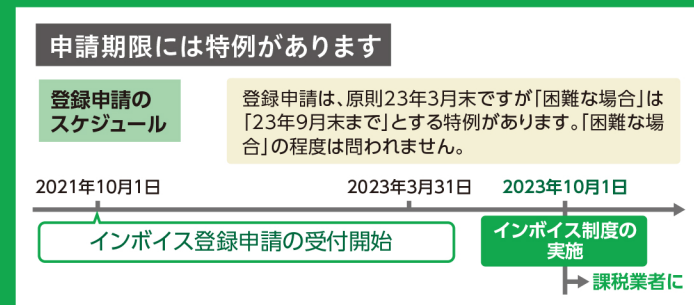 申請期限には特例があります
登録申請の
スケジュール
登録申請は、原則23年3月末ですが「困難な場合」は
「23年9月末まで」とする特例があります。「困難な場
合」の程度は問われません。
2021年10月1日
2023年3月31日
2023年10月1日
インボイス登録申請の受付開始
インボイス制度の
実施
課税業者に